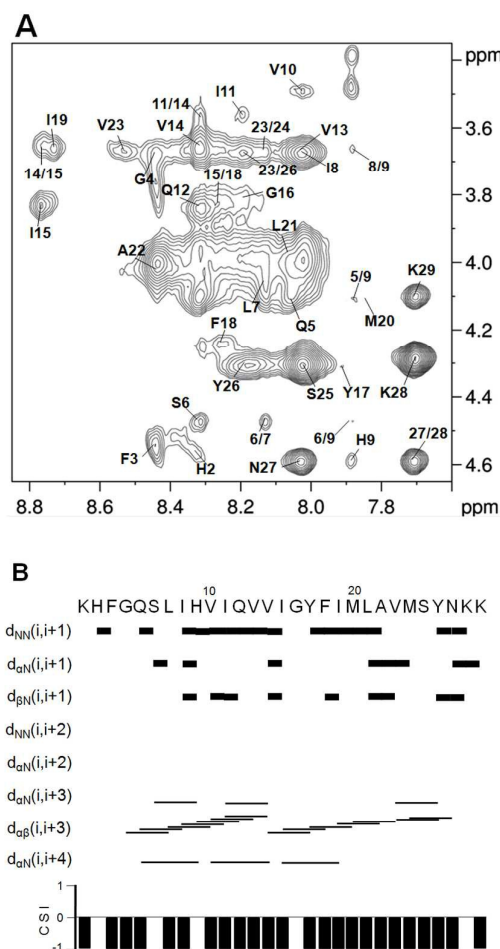 A
ppm
3.6
3.8
4.0
4.2
4.4
4.6
8.8
8.6
8.4
8.2
8.0
7.8
ppm
V10
I11
11/14
V14
I19
V23
23/24
V13
14/15
G4
15/18
23/26
I8
8/9
Q12
G16
I15
L21
A22
5/9
K29
L7
M20
Q5
F18
Y26
S25
Y17
K28
S6
6/7
6/9
H9
27/28
F3
H2
N27
B
10 20
KHFGQSLIHVIQVVIGYFIMLAVMSYNKK
dNN(i,i+1)
dαN(i,i+1)
dβN(i,i+1)
dNN(i,i+2)
dαN(i,i+2)
dαN(i,i+3)
dαβ(i,i+3)
dαN(i,i+4)
CSI
1
0
-1